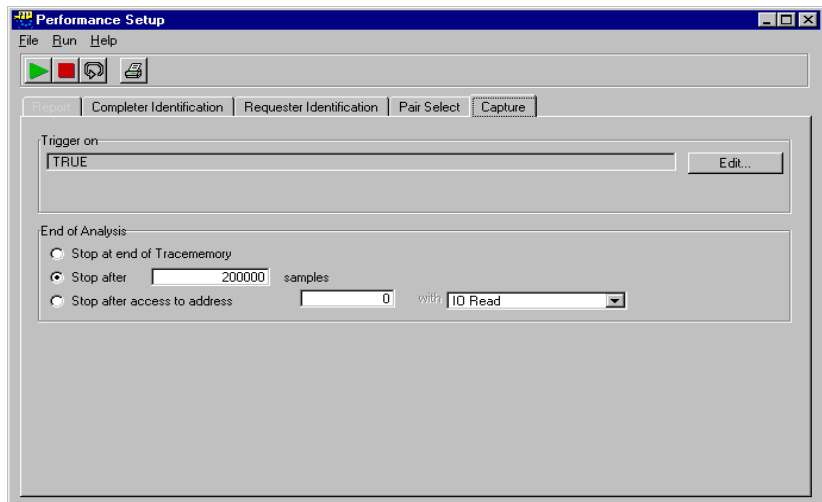 Performance Setup
File Run Help
Report Completer Identification Requester Identification Pair Select Capture
Trigger on
TRUE Edit...
End of Analysis
Stop at end of Tracememory
Stop after 200000 samples
Stop after access to address 0 with IO Read